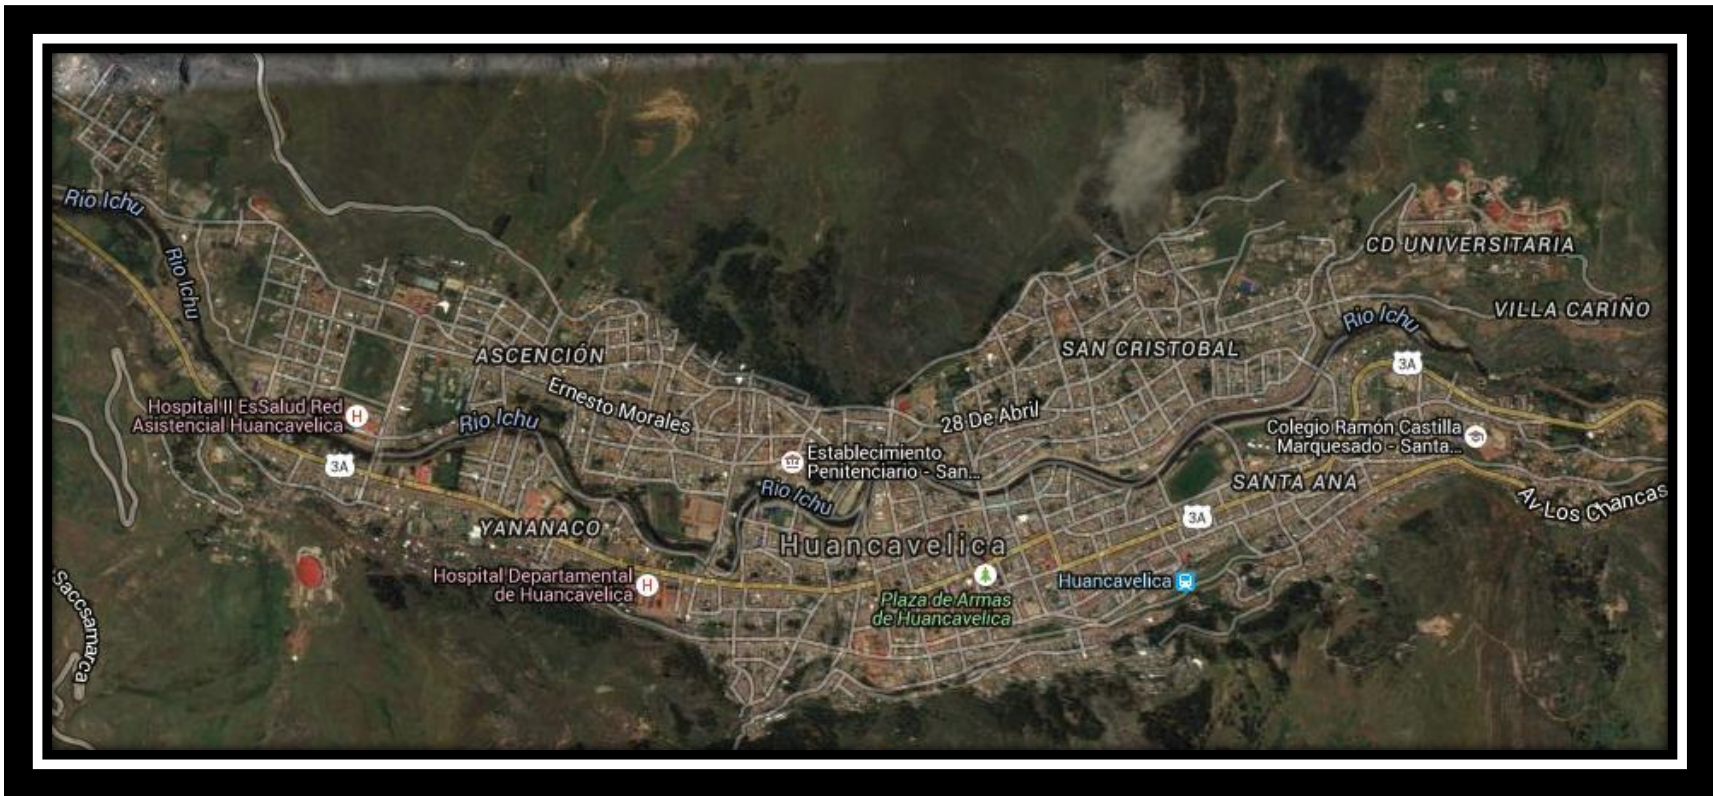 Rio Ichu
Rio Ichu
CD UNIVERSITARIA
VILLA CARIÑO
Rio Ichu
ASCENCIÓN
SAN CRISTOBAL
3A
Ernesto Morales
28 De Abril
Hospital II EsSalud Red
Asistencial Huancavelica
H
Rio Ichu
Colegio Ramón Castilla
Marquesado - Santa...
3A
Establecimiento
Penitenciario - San...
Rio Ichu
SANTA ANA
Av Los Chancas
3A
YANANACO
Huancavelica
Hospital Departamental
de Huancavelica
H
Huancavelica
Plaza de Armas
de Huancavelica
Saccsamarca